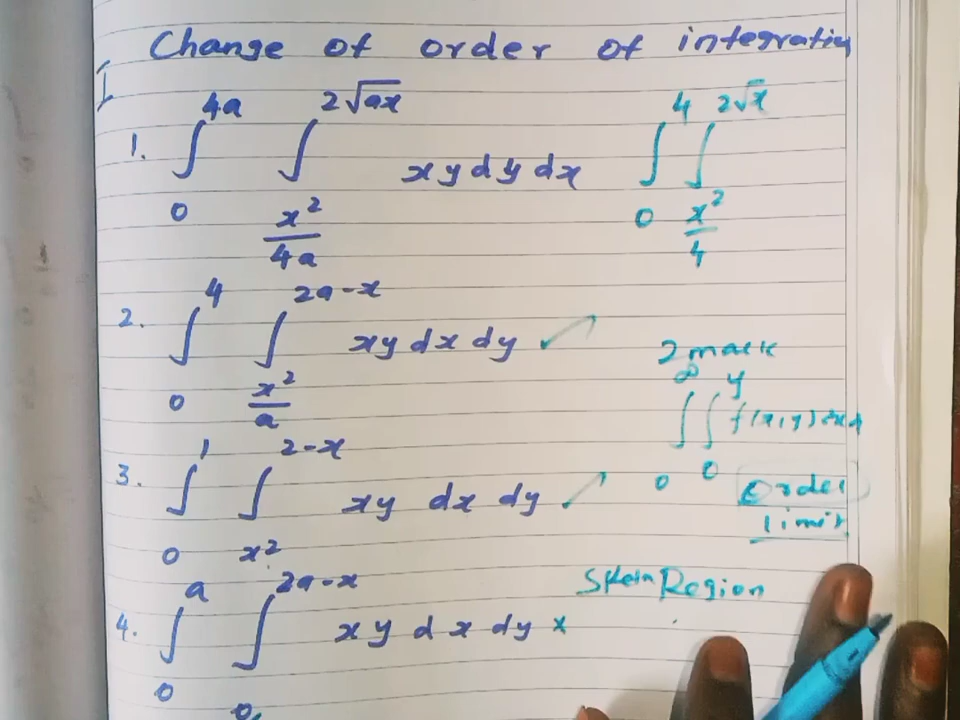 Change of order of integration
I
1. ∫ 0 4a ∫ x²/4a 2√ax xy dy dx
∫ 0 4 ∫ x²/4 2√x
2. ∫ 0 4 ∫ x²/a 2a-x xy dx dy
2 mark
∫ 0 ∞ ∫ 0 y f(x,y) dx d
order
limit
3. ∫ 0 1 ∫ x² 2-x xy dx dy
Region
4. ∫ 0 a ∫ 0 2a-x xy dx dy ×